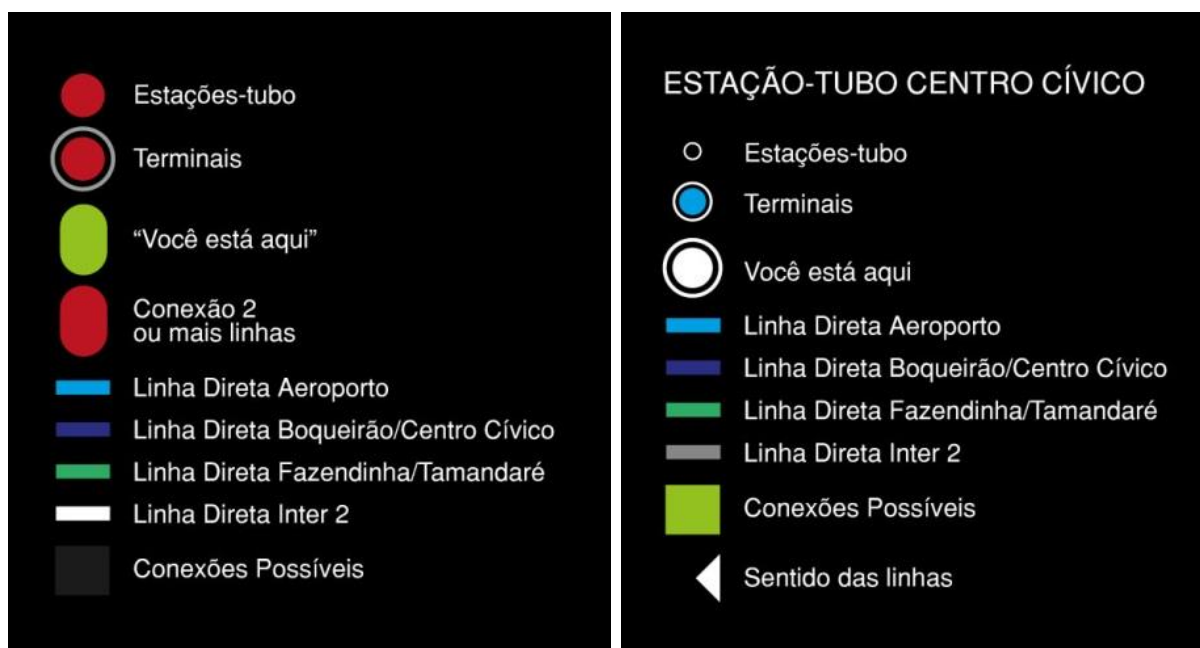 Estações-tubo
Terminais
“Você está aqui”
Conexão 2
ou mais linhas
Linha Direta Aeroporto
Linha Direta Boqueirão/Centro Cívico
Linha Direta Fazendinha/Tamandaré
Linha Direta Inter 2
Conexões Possíveis
ESTAÇÃO-TUBO CENTRO CÍVICO
Estações-tubo
Terminais
Você está aqui
Linha Direta Aeroporto
Linha Direta Boqueirão/Centro Cívico
Linha Direta Fazendinha/Tamandaré
Linha Direta Inter 2
Conexões Possíveis
Sentido das linhas